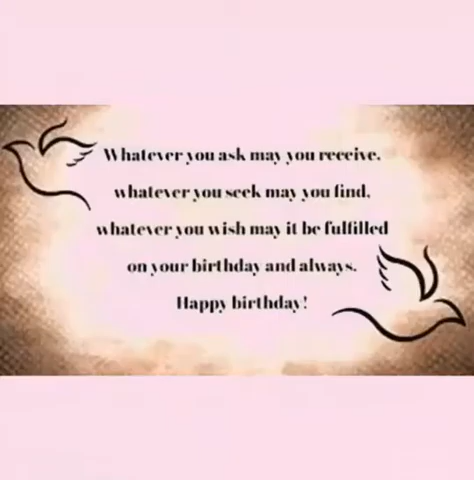 Whatever you ask may you receive,
whatever you seek may you find,
whatever you wish may it be fulfilled
on your birthday and always.
Happy birthday!